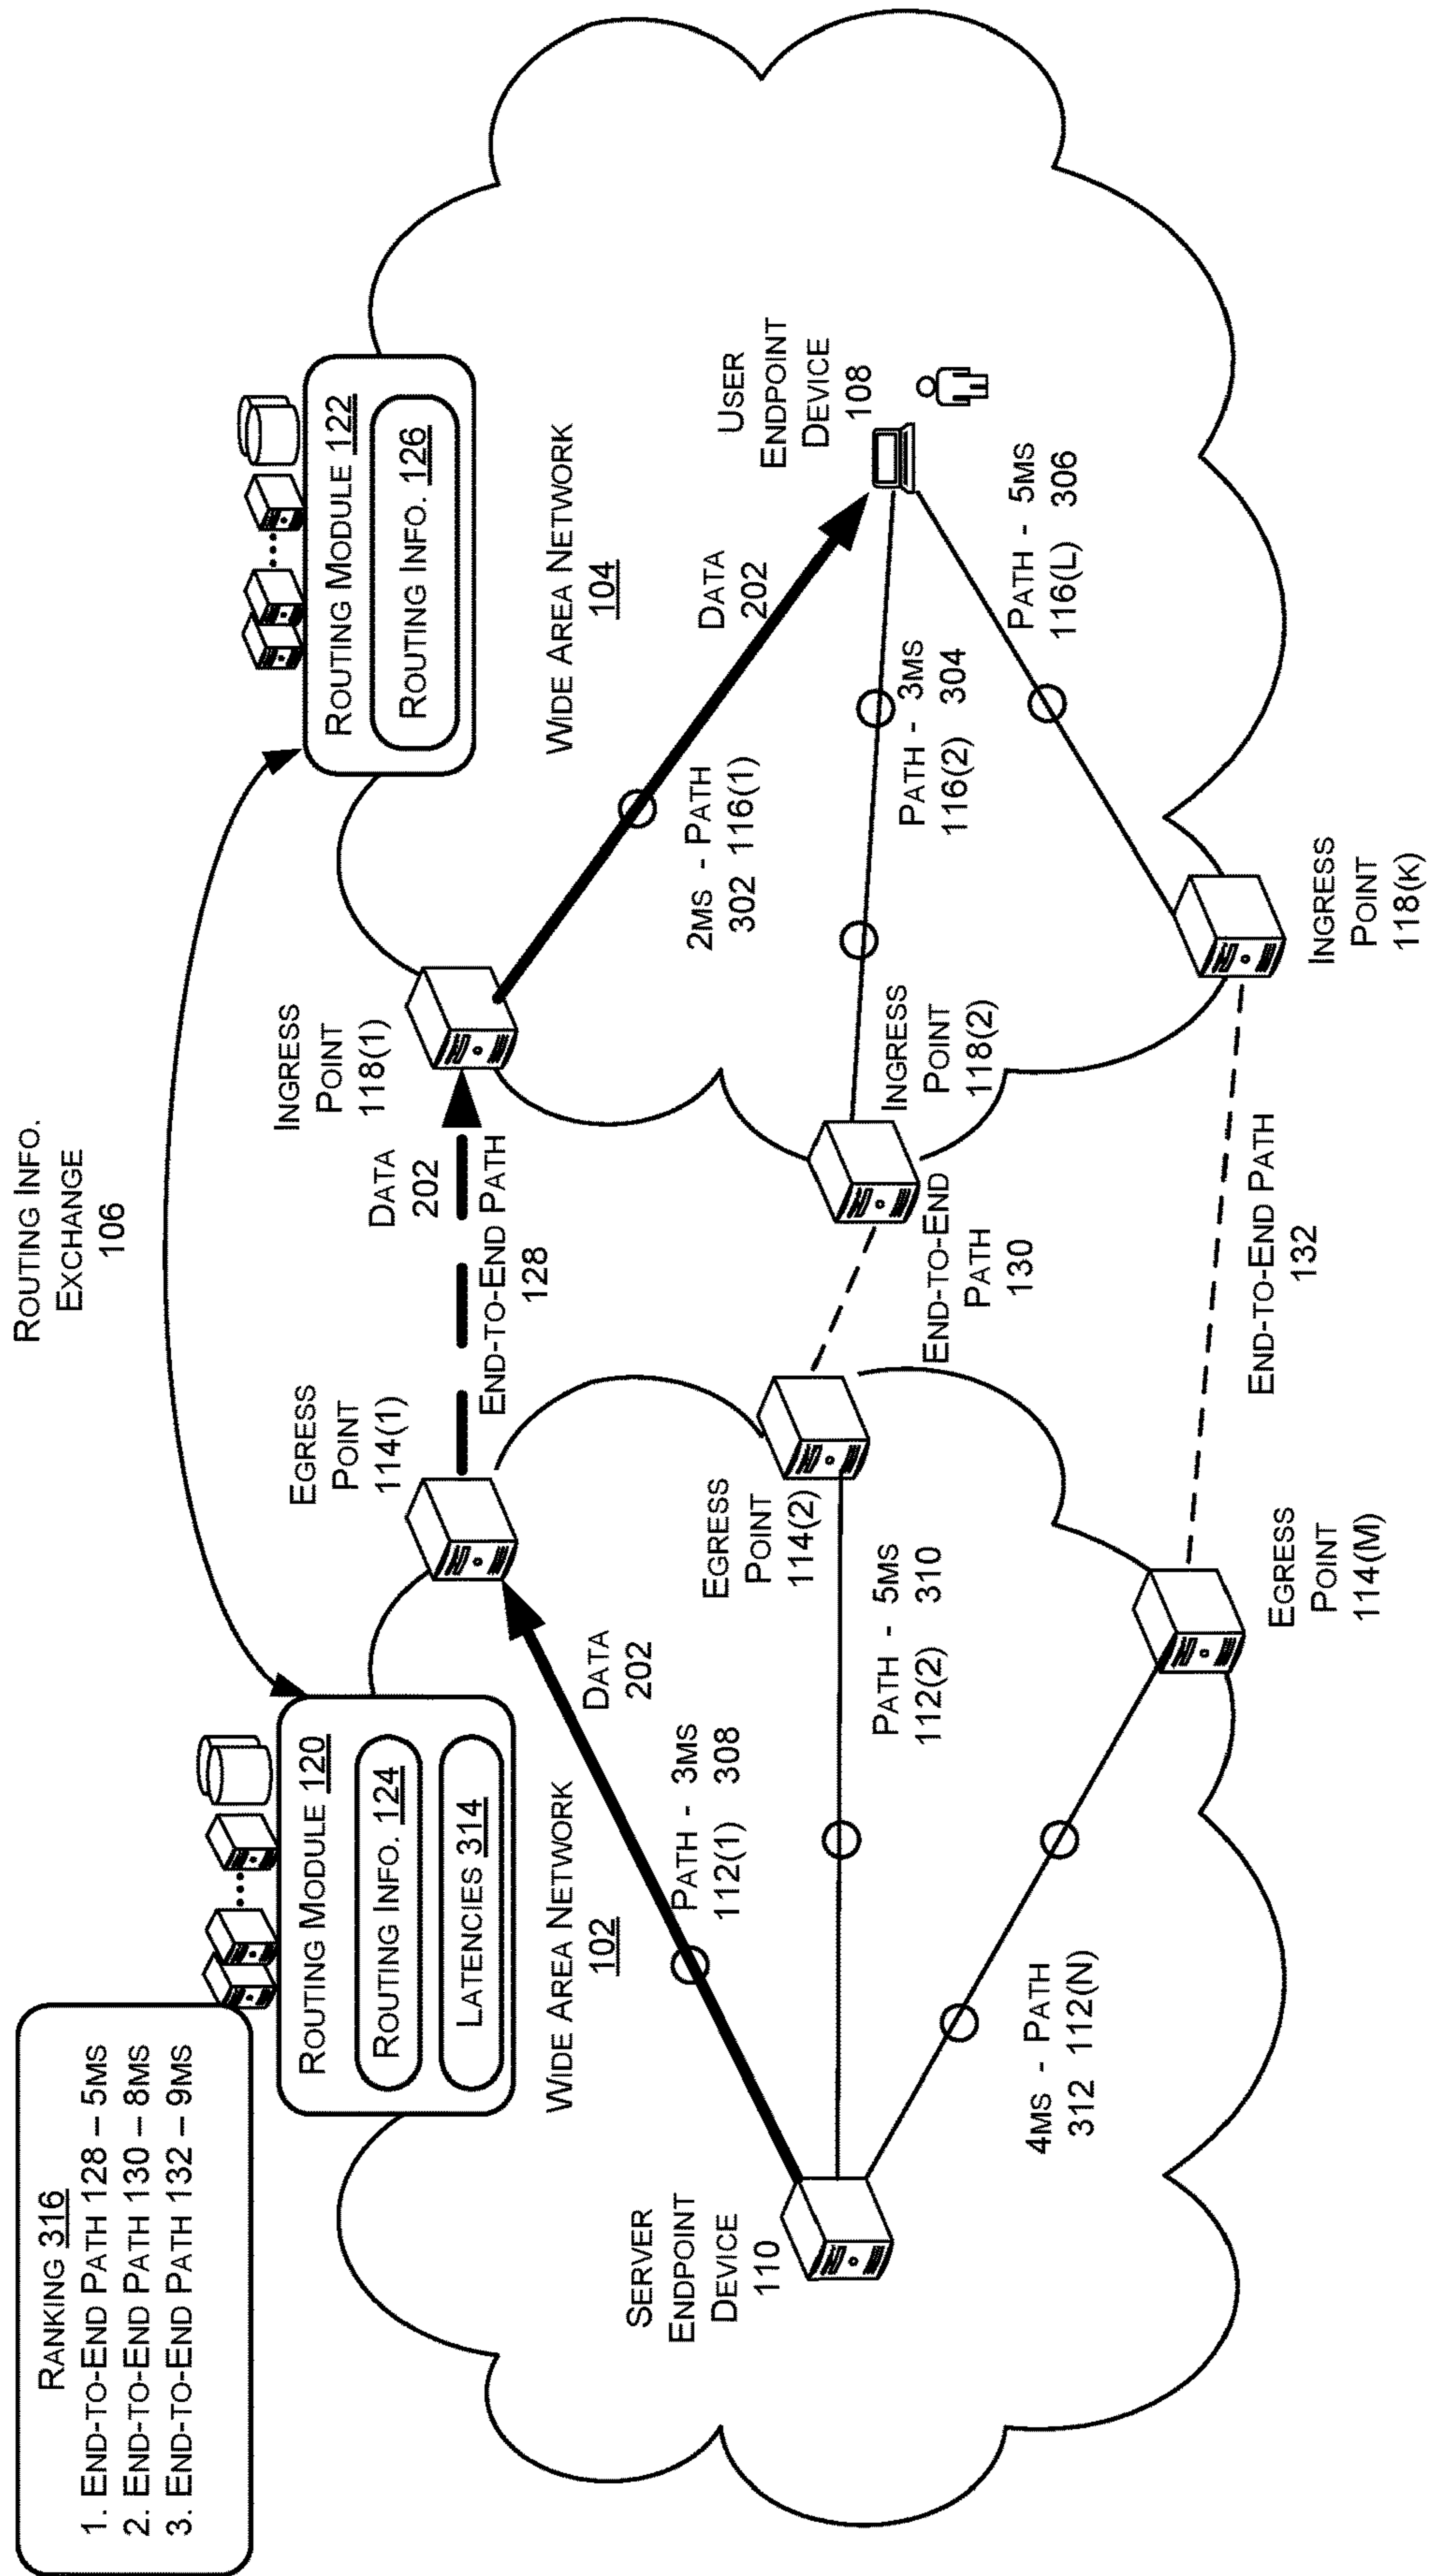 RANKING 316
1. END-TO-END PATH 128 – 5MS
2. END-TO-END PATH 130 – 8MS
3. END-TO-END PATH 132 – 9MS
ROUTING INFO.
EXCHANGE
106
ROUTING MODULE 120
ROUTING INFO. 124
LATENCIES 314
WIDE AREA NETWORK
102
ROUTING MODULE 122
ROUTING INFO. 126
WIDE AREA NETWORK
104
SERVER
ENDPOINT
DEVICE
110
PATH - 3MS
112(1) 308
DATA
202
EGRESS
POINT
114(1)
DATA
202
END-TO-END PATH
128
INGRESS
POINT
118(1)
2MS - PATH
302 116(1)
DATA
202
USER
ENDPOINT
DEVICE
108
PATH - 5MS
112(2) 310
EGRESS
POINT
114(2)
END-TO-END
PATH
130
INGRESS
POINT
118(2)
PATH - 3MS
116(2) 304
4MS - PATH
312 112(N)
EGRESS
POINT
114(M)
END-TO-END PATH
132
INGRESS
POINT
118(K)
PATH - 5MS
116(L) 306